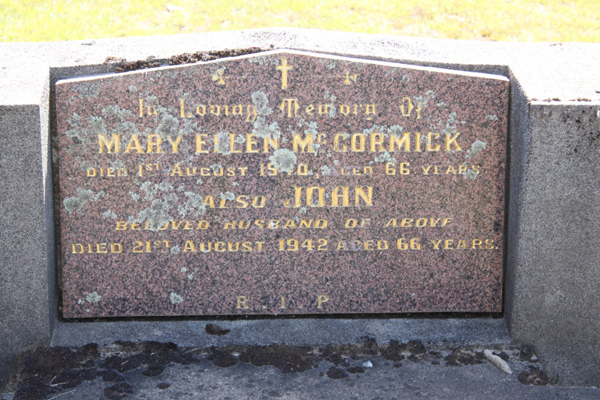 In Loving Memory Of
MARY ELLEN McCORMICK
DIED 1ST AUGUST 1940, AGED 66 YEARS
ALSO JOHN
BELOVED HUSBAND OF ABOVE
DIED 21ST AUGUST 1942 AGED 66 YEARS.
R. I. P